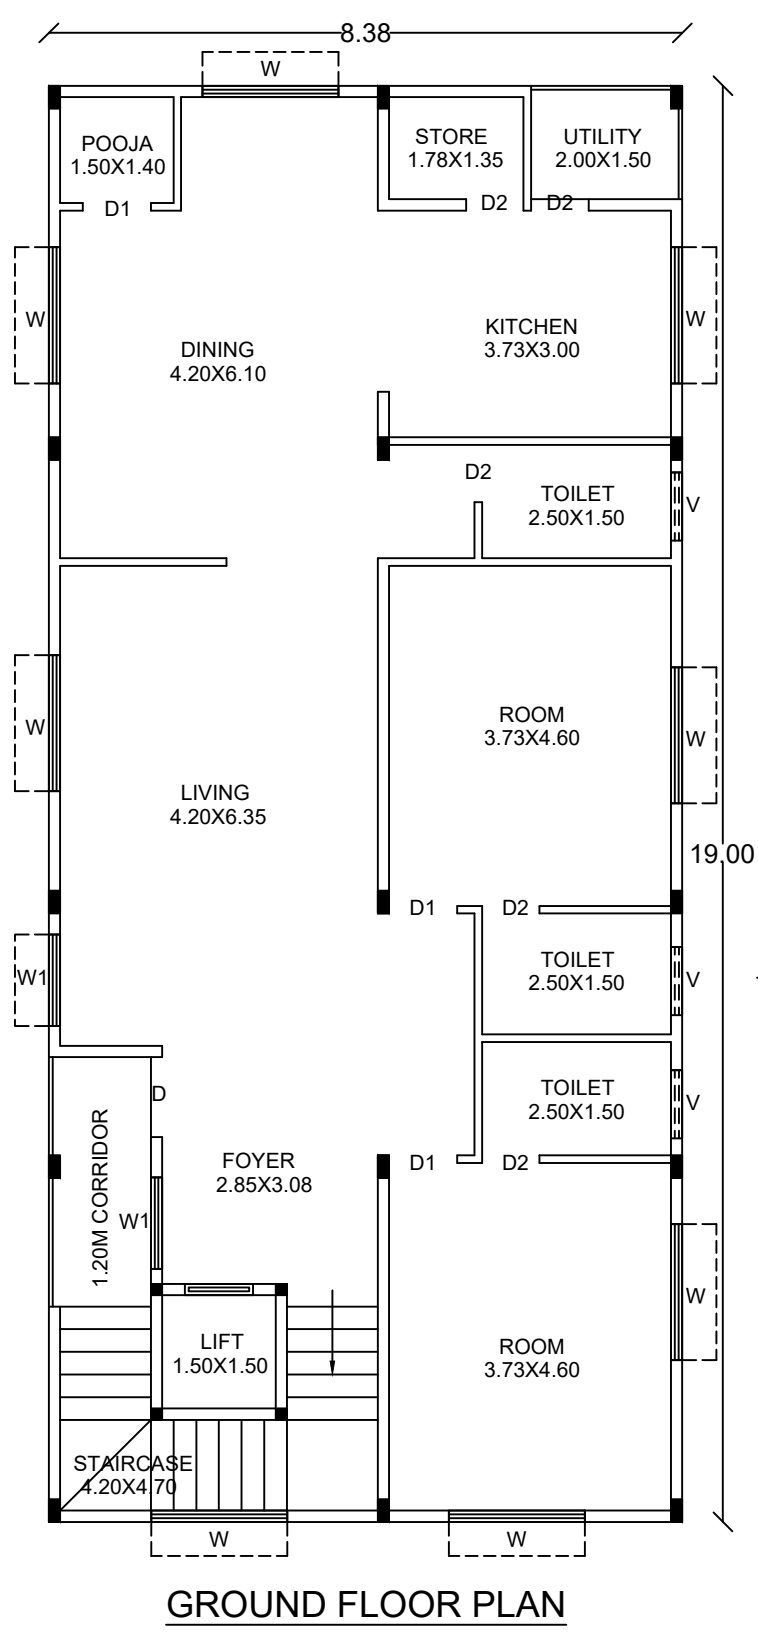 8.38
W
POOJA
1.50X1.40
D1
STORE
1.78X1.35
D2
UTILITY
2.00X1.50
D2
W
DINING
4.20X6.10
KITCHEN
3.73X3.00
W
D2
TOILET
2.50X1.50
V
W
LIVING
4.20X6.35
ROOM
3.73X4.60
W
19.00
D1
D2
W1
TOILET
2.50X1.50
V
D
TOILET
2.50X1.50
V
1.20M CORRIDOR
W1
FOYER
2.85X3.08
D1
D2
W
LIFT
1.50X1.50
ROOM
3.73X4.60
STAIRCASE
4.20X4.70
W
W
GROUND FLOOR PLAN